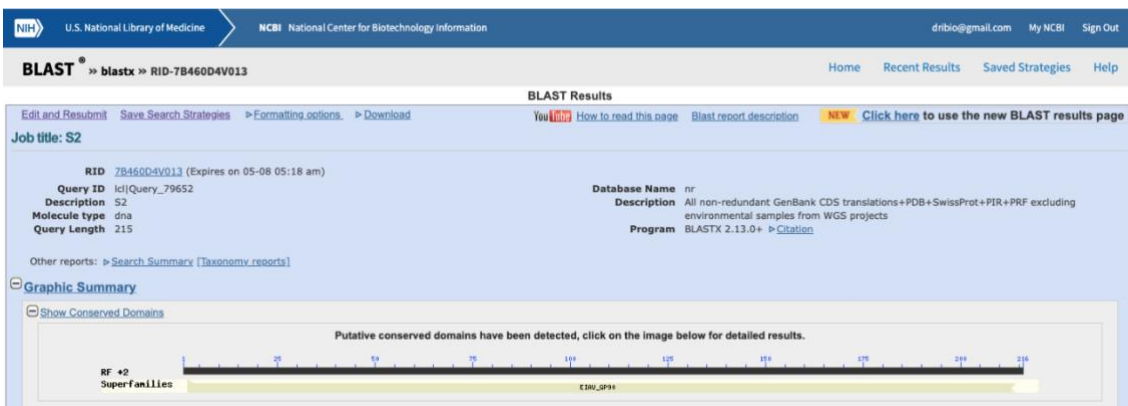 NIH U.S. National Library of Medicine NCBI National Center for Biotechnology Information dribio@gmail.com My NCBI Sign Out
BLAST ® » blastx » RID-7B460D4V013 Home Recent Results Saved Strategies Help
BLAST Results
Edit and Resubmit Save Search Strategies ▷Formatting options ▷Download YouTube How to read this page Blast report description NEW Click here to use the new BLAST results page
Job title: S2
RID 7B460D4V013 (Expires on 05-08 05:18 am)
Query ID lcl|Query_79652
Description S2
Molecule type dna
Query Length 215
Database Name nr
Description All non-redundant GenBank CDS translations+PDB+SwissProt+PIR+PRF excluding
environmental samples from WGS projects
Program BLASTX 2.13.0+ ▷Citation
Other reports: ▷Search Summary [Taxonomy reports]
Graphic Summary
Show Conserved Domains
Putative conserved domains have been detected, click on the image below for detailed results.
1 25 50 75 100 125 150 175 200
RF +2
Superfamilies EIAV_GP90